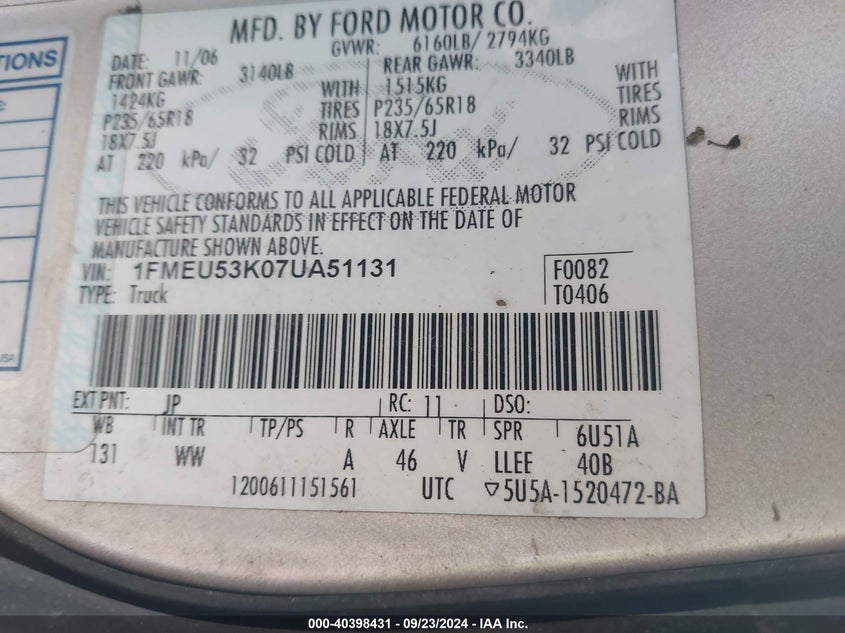 MFD. BY FORD MOTOR CO.
DATE: 11/06 GVWR: 6160LB/ 2794KG
FRONT GAWR: 3140LB REAR GAWR: 3340LB
1424KG WITH 1515KG WITH
P235/65R18 TIRES P235/65R18 TIRES
18X7.5J RIMS 18X7.5J RIMS
AT 220 kPa/ 32 PSI COLD AT 220 kPa/ 32 PSI COLD
THIS VEHICLE CONFORMS TO ALL APPLICABLE FEDERAL MOTOR
VEHICLE SAFETY STANDARDS IN EFFECT ON THE DATE OF
MANUFACTURE SHOWN ABOVE.
VIN: 1FMEU53K07UA51131 F0082
TYPE: Truck T0406
EXT PNT: JP RC: 11 DSO:
WB INT TR TP/PS R AXLE TR SPR 6U51A
131 WW A 46 V LLEE 40B
1200611151561 UTC ▽5U5A-1520472-BA
TIONS
USA
000-40398431 - 09/23/2024 - IAA Inc.